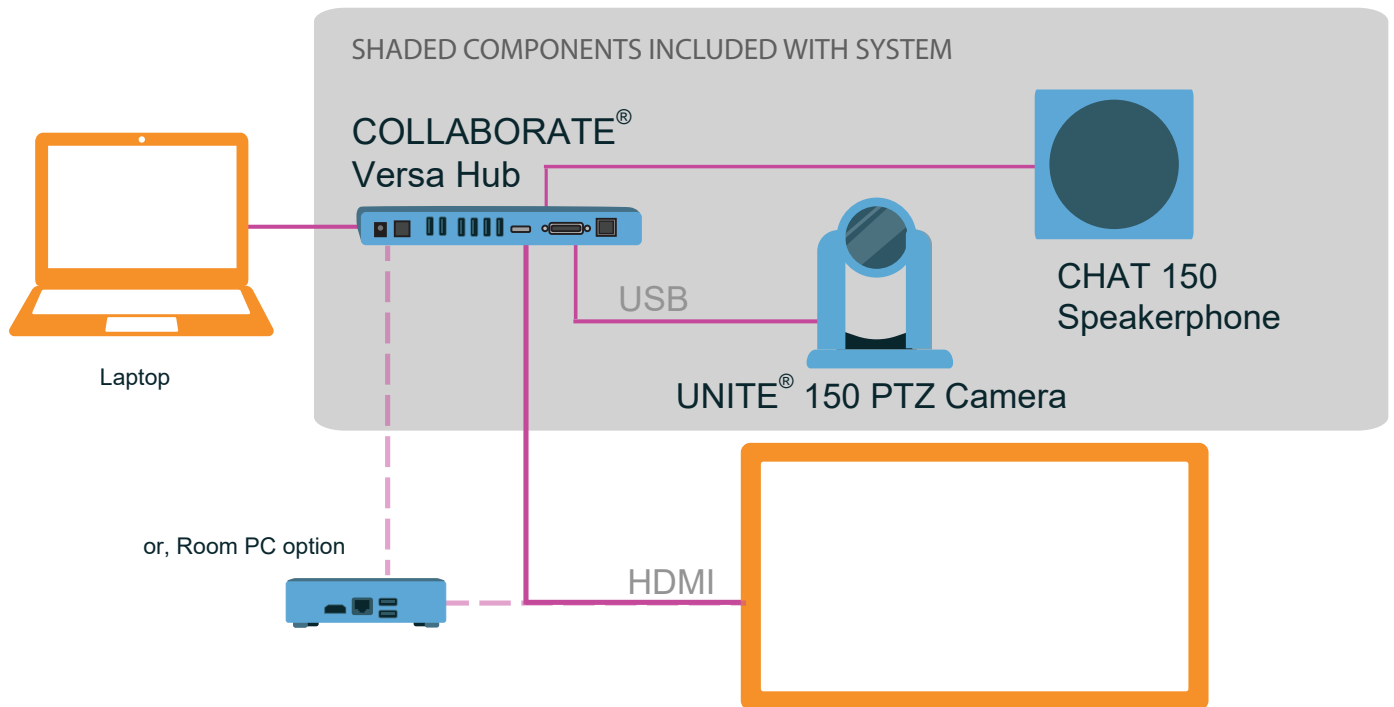 SHADED COMPONENTS INCLUDED WITH SYSTEM
COLLABORATE®
Versa Hub
USB
CHAT 150
Speakerphone
Laptop
UNITE® 150 PTZ Camera
or, Room PC option
HDMI